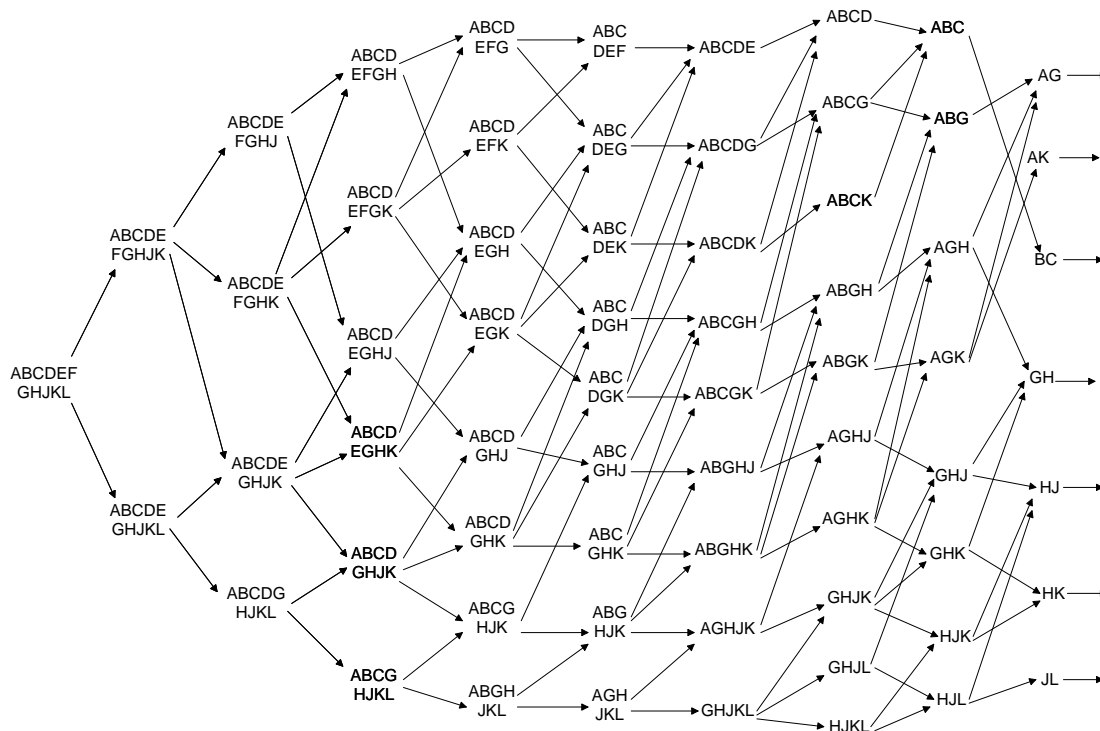 ABCDEF
GHJKL
ABCDE
FGHJK
ABCDE
GHJKL
ABCDE
FGHJ
ABCDE
FGHK
ABCDE
GHJK
ABCDG
HJKL
ABCD
EFGH
ABCD
EFGK
ABCD
EGHJ
ABCD
EGHK
ABCD
GHJK
ABCG
HJKL
ABCD
EFG
ABCD
EFK
ABCD
EGH
ABCD
EGK
ABCD
GHJ
ABCD
GHK
ABCG
HJK
ABGH
JKL
ABC
DEF
ABC
DEG
ABC
DEK
ABC
DGH
ABC
DGK
ABC
GHJ
ABC
GHK
ABG
HJK
AGH
JKL
ABCDE
ABCDG
ABCDK
ABCGH
ABCGK
ABGHJ
ABGHK
AGHJK
GHJKL
ABCD
ABCG
ABCK
ABGH
ABGK
AGHJ
AGHK
GHJK
GHJL
HJKL
ABC
ABG
AGH
AGK
GHJ
GHK
HJK
HJL
AG
AK
BC
GH
HJ
HK
JL